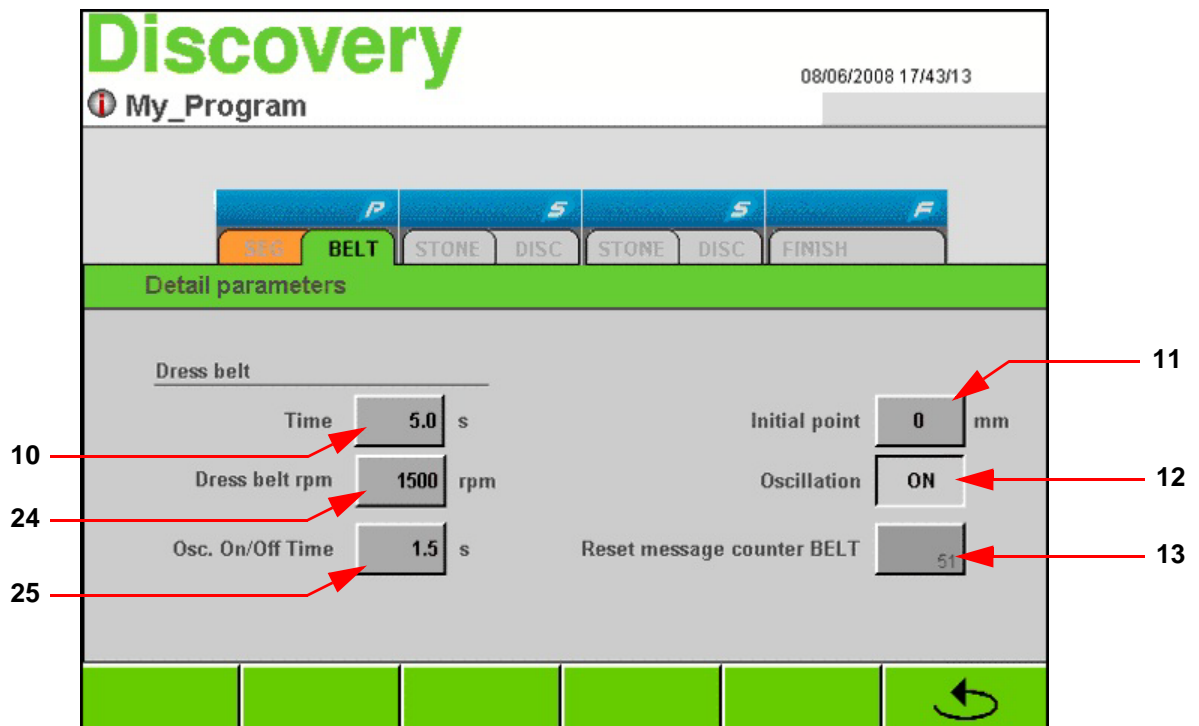 Discovery
08/06/2008 17/43/13
My_Program
P S S F
SEG BELT STONE DISC STONE DISC FINISH
Detail parameters
Dress belt
11
Time 5.0 s Initial point 0 mm
10
Dress belt rpm 1500 rpm Oscillation ON 12
24
Osc. On/Off Time 1.5 s Reset message counter BELT 51 13
25